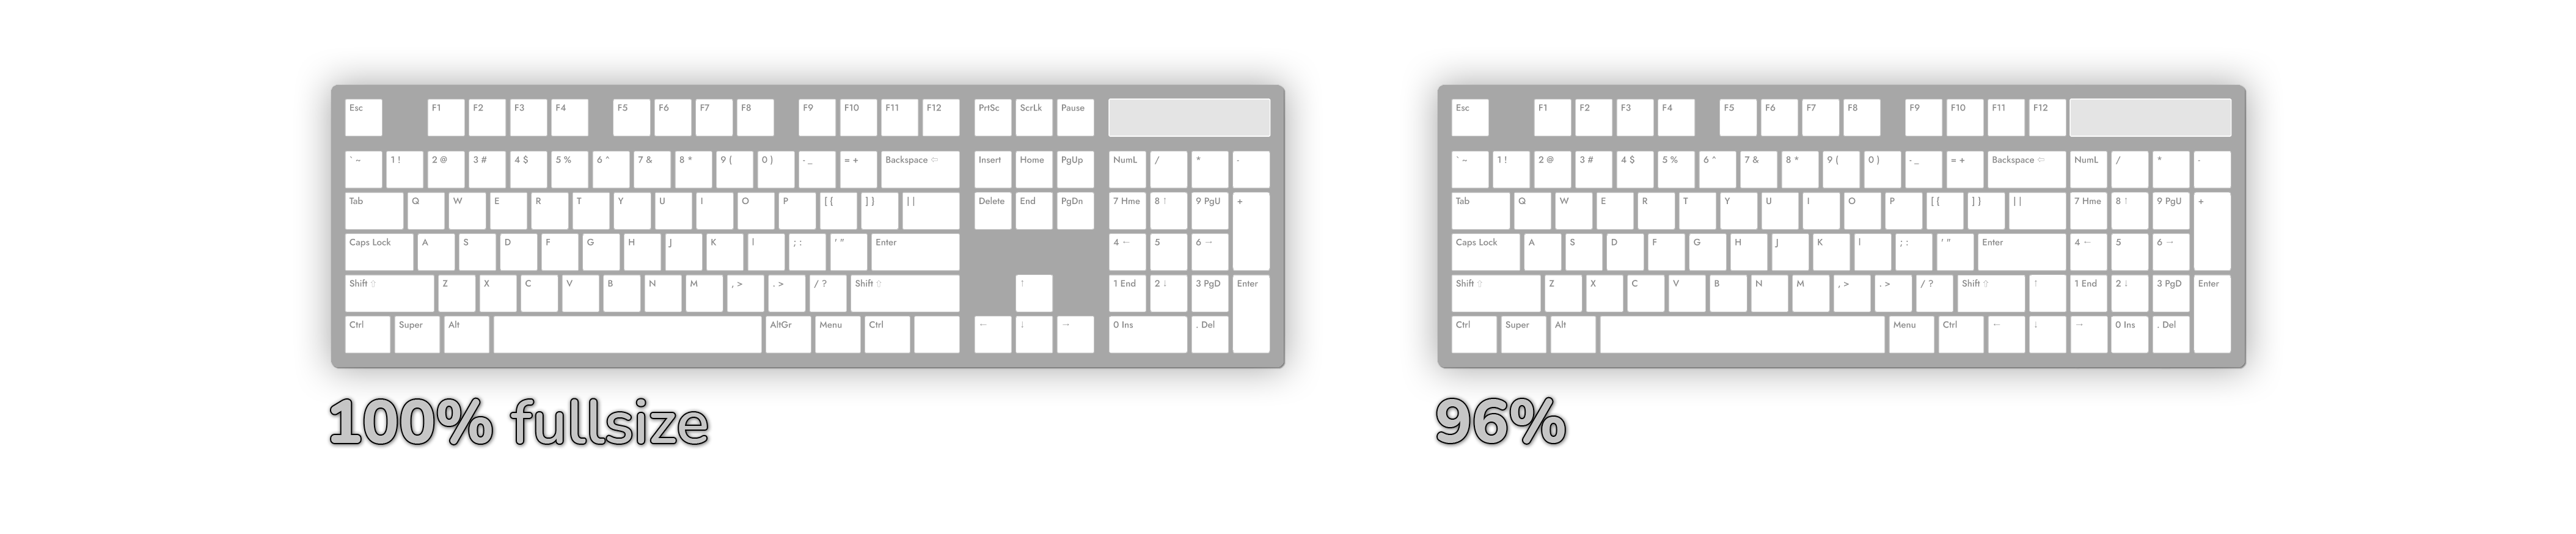 Esc F1 F2 F3 F4 F5 F6 F7 F8 F9 F10 F11 F12 PrtSc ScrLk Pause
` ~ 1 ! 2 @ 3 # 4 $ 5 % 6 ^ 7 & 8 * 9 ( 0 ) - _ = + Backspace ⇦ Insert Home PgUp NumL / * -
Tab Q W E R T Y U I O P [ { ] } | | Delete End PgDn 7 Hme 8 ↑ 9 PgU +
Caps Lock A S D F G H J K l ; : ' " Enter 4 ← 5 6 →
Shift ⇧ Z X C V B N M , > . > / ? Shift ⇧ ↑ 1 End 2 ↓ 3 PgD Enter
Ctrl Super Alt AltGr Menu Ctrl ← ↓ → 0 Ins . Del
100% fullsize
Esc F1 F2 F3 F4 F5 F6 F7 F8 F9 F10 F11 F12
` ~ 1 ! 2 @ 3 # 4 $ 5 % 6 ^ 7 & 8 * 9 ( 0 ) - _ = + Backspace ⇦ NumL / * -
Tab Q W E R T Y U I O P [ { ] } | | 7 Hme 8 ↑ 9 PgU +
Caps Lock A S D F G H J K l ; : ' " Enter 4 ← 5 6 →
Shift ⇧ Z X C V B N M , > . > / ? Shift ⇧ ↑ 1 End 2 ↓ 3 PgD Enter
Ctrl Super Alt Menu Ctrl ← ↓ → 0 Ins . Del
96%